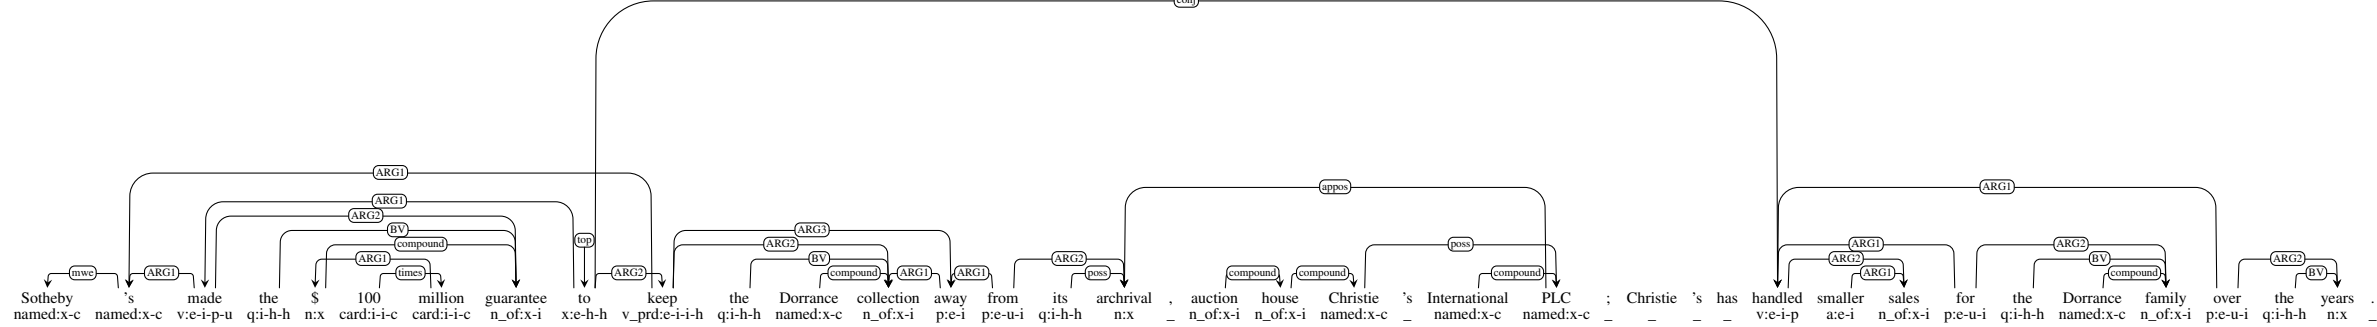 conj
ARG1
appos
ARG1
ARG1
ARG2
BV
ARG3
compound
top
ARG2
ARG1
BV
ARG2
poss
ARG1
ARG2
ARG2
BV
ARG2
mwe
ARG1
times
ARG2
compound
ARG1
ARG1
poss
compound
compound
compound
ARG1
compound
BV
Sotheby 's made the $ 100 million guarantee to keep the Dorrance collection away from its archrival , auction house Christie 's International PLC ; Christie 's has handled smaller sales for the Dorrance family over the years .
named:x-c named:x-c v:e-i-p-u q:i-h-h n:x card:i-i-c card:i-i-c n_of:x-i x:e-h-h v_prd:e-i-i-h q:i-h-h named:x-c n_of:x-i p:e-i p:e-u-i q:i-h-h n:x _ n_of:x-i n_of:x-i named:x-c _ named:x-c named:x-c _ _ _ _ v:e-i-p a:e-i n_of:x-i p:e-u-i q:i-h-h named:x-c n_of:x-i p:e-u-i q:i-h-h n:x _